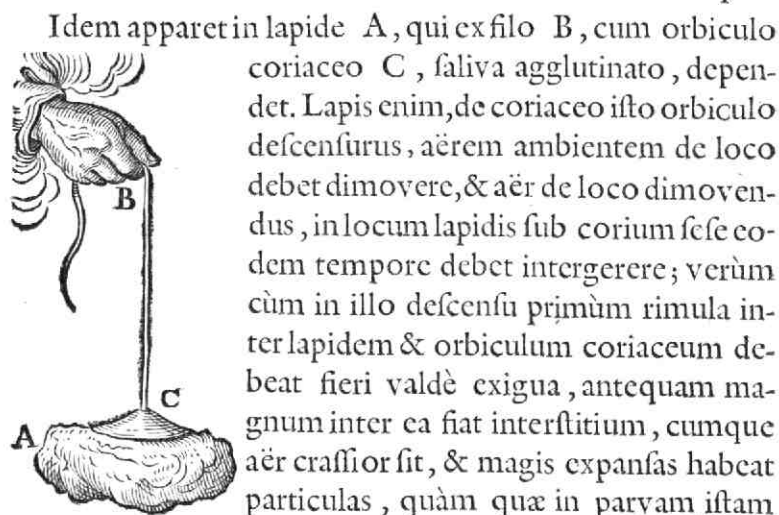 Idem apparet in lapide A, qui ex filo B, cum orbiculo
coriaceo C, ſaliva agglutinato, depen-
det. Lapis enim, de coriaceo iſto orbiculo
deſcenſurus, aërem ambientem de loco
debet dimovere, & aër de loco dimoven-
dus, in locum lapidis ſub corium ſeſe eo-
dem tempore debet intergerere; verùm
cùm in illo deſcenſu primùm rimula in-
ter lapidem & orbiculum coriaceum de-
beat fieri valdè exigua, antequam ma-
gnum inter ea fiat interſtitium, cumque
aër craſſior ſit, & magis expanſas habeat
particulas, quàm quæ in parvam iſtam
B
C
A